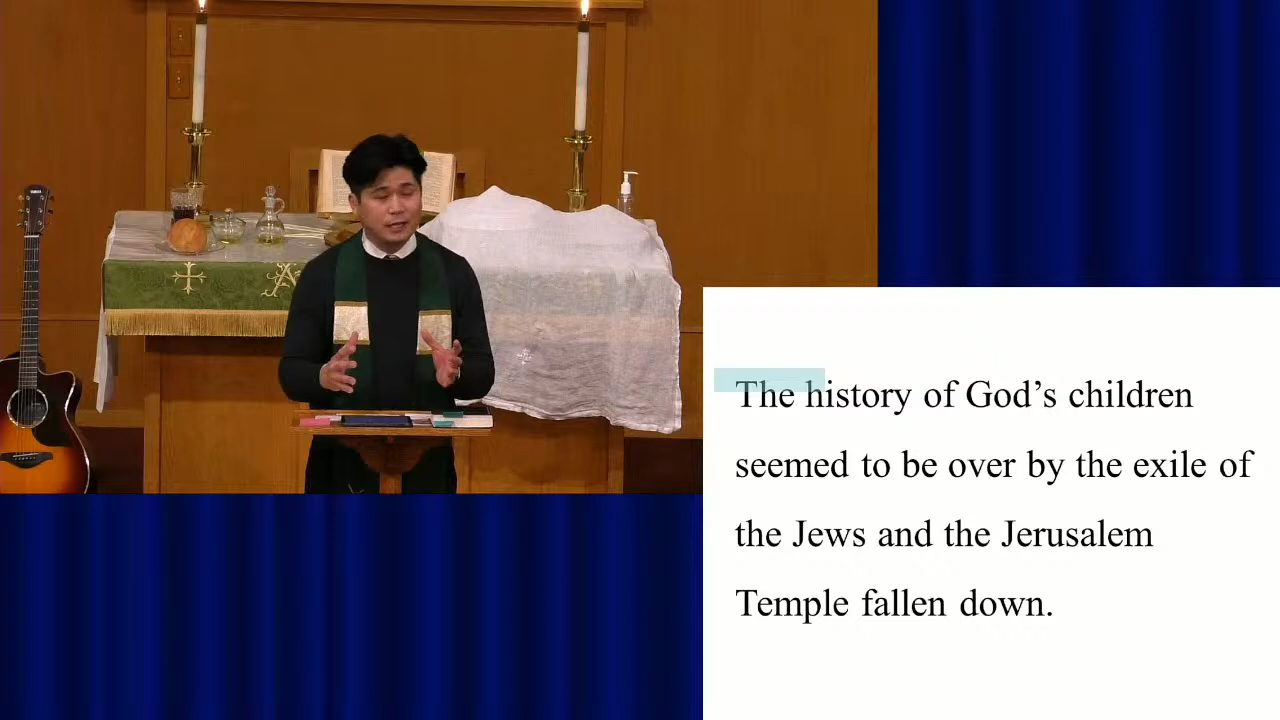 YAMAHA
The history of God’s children
seemed to be over by the exile of
the Jews and the Jerusalem
Temple fallen down.